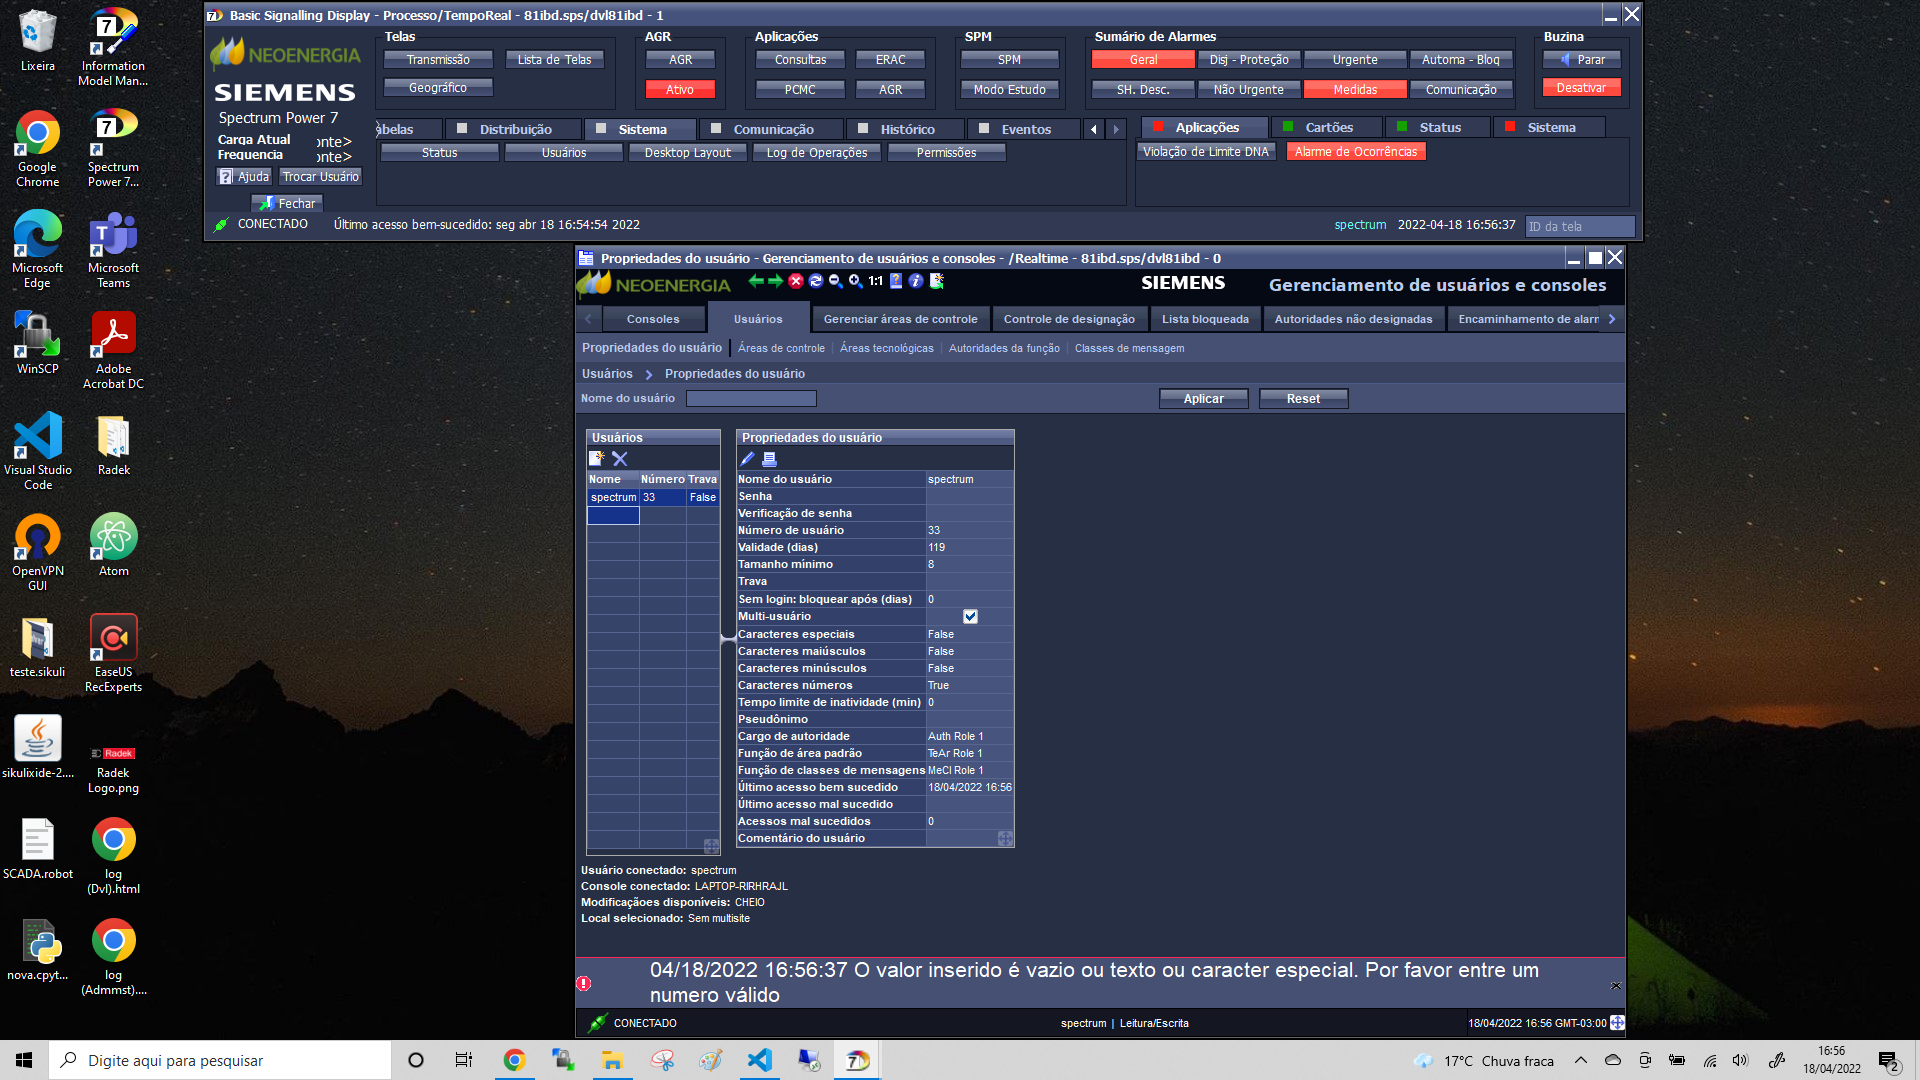 Lixeira
Information
Model Man...
Google
Chrome
Spectrum
Power 7...
Microsoft
Edge
Microsoft
Teams
WinSCP
Adobe
Acrobat DC
Visual Studio
Code
Radek
OpenVPN
GUI
Atom
teste.sikuli
EaseUS
RecExperts
sikulixide-2....
Radek
Radek
Logo.png
SCADA.robot
log
(Dvl).html
nova.cpyt...
log
(Admmst)....
Basic Signalling Display - Processo/TempoReal - 81ibd.sps/dvl81ibd - 1
NEOENERGIA
SIEMENS
Spectrum Power 7
Carga Atual onte>
Frequencia onte>
Ajuda Trocar Usuário
Fechar
Telas
Transmissão Lista de Telas
Geográfico
AGR
AGR
Ativo
Aplicações
Consultas ERAC
PCMC AGR
SPM
SPM
Modo Estudo
Sumário de Alarmes
Geral Disj - Proteção Urgente Automa - Bloq
SH. Desc. Não Urgente Medidas Comunicação
Buzina
Parar
Desativar
abelas Distribuição Sistema Comunicação Histórico Eventos
Status Usuários Desktop Layout Log de Operações Permissões
Aplicações Cartões Status Sistema
Violação de Limite DNA Alarme de Ocorrências
CONECTADO Último acesso bem-sucedido: seg abr 18 16:54:54 2022 spectrum 2022-04-18 16:56:37 ID da tela
Propriedades do usuário - Gerenciamento de usuários e consoles - /Realtime - 81ibd.sps/dvl81ibd - 0
NEOENERGIA 1:1 SIEMENS Gerenciamento de usuários e consoles
Consoles Usuários Gerenciar áreas de controle Controle de designação Lista bloqueada Autoridades não designadas Encaminhamento de alarn
Propriedades do usuário Áreas de controle Áreas tecnológicas Autoridades da função Classes de mensagem
Usuários Propriedades do usuário
Nome do usuário Aplicar Reset
Usuários
Nome Número Trava
spectrum 33 False
Propriedades do usuário
Nome do usuário spectrum
Senha
Verificação de senha
Número de usuário 33
Validade (dias) 119
Tamanho mínimo 8
Trava
Sem login: bloquear após (dias) 0
Multi-usuário
Caracteres especiais False
Caracteres maiúsculos False
Caracteres minúsculos False
Caracteres números True
Tempo limite de inatividade (min) 0
Pseudônimo
Cargo de autoridade Auth Role 1
Função de área padrão TeAr Role 1
Função de classes de mensagens MeCl Role 1
Último acesso bem sucedido 18/04/2022 16:56
Último acesso mal sucedido
Acessos mal sucedidos 0
Comentário do usuário
Usuário conectado: spectrum
Console conectado: LAPTOP-RIRHRAJL
Modificaçãoes disponíveis: CHEIO
Local selecionado: Sem multisite
04/18/2022 16:56:37 O valor inserido é vazio ou texto ou caracter especial. Por favor entre um
numero válido
CONECTADO spectrum | Leitura/Escrita 18/04/2022 16:56 GMT-03:00
Digite aqui para pesquisar
17°C Chuva fraca
16:56
18/04/2022
2